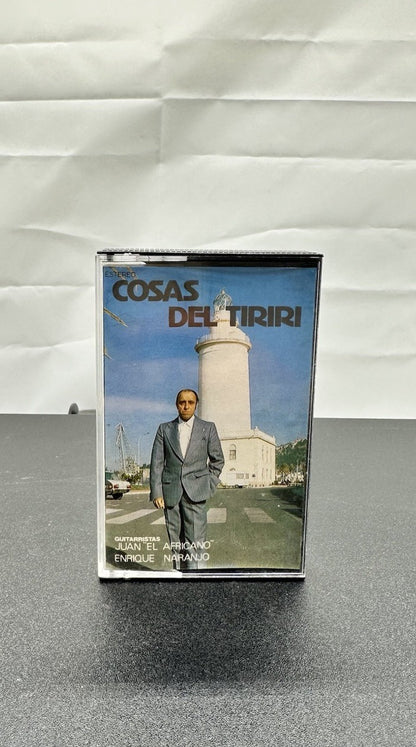 ESTEREO
COSAS
DEL TIRIRI
GUITARRISTAS
JUAN "EL AFRICANO"
ENRIQUE NARANJO